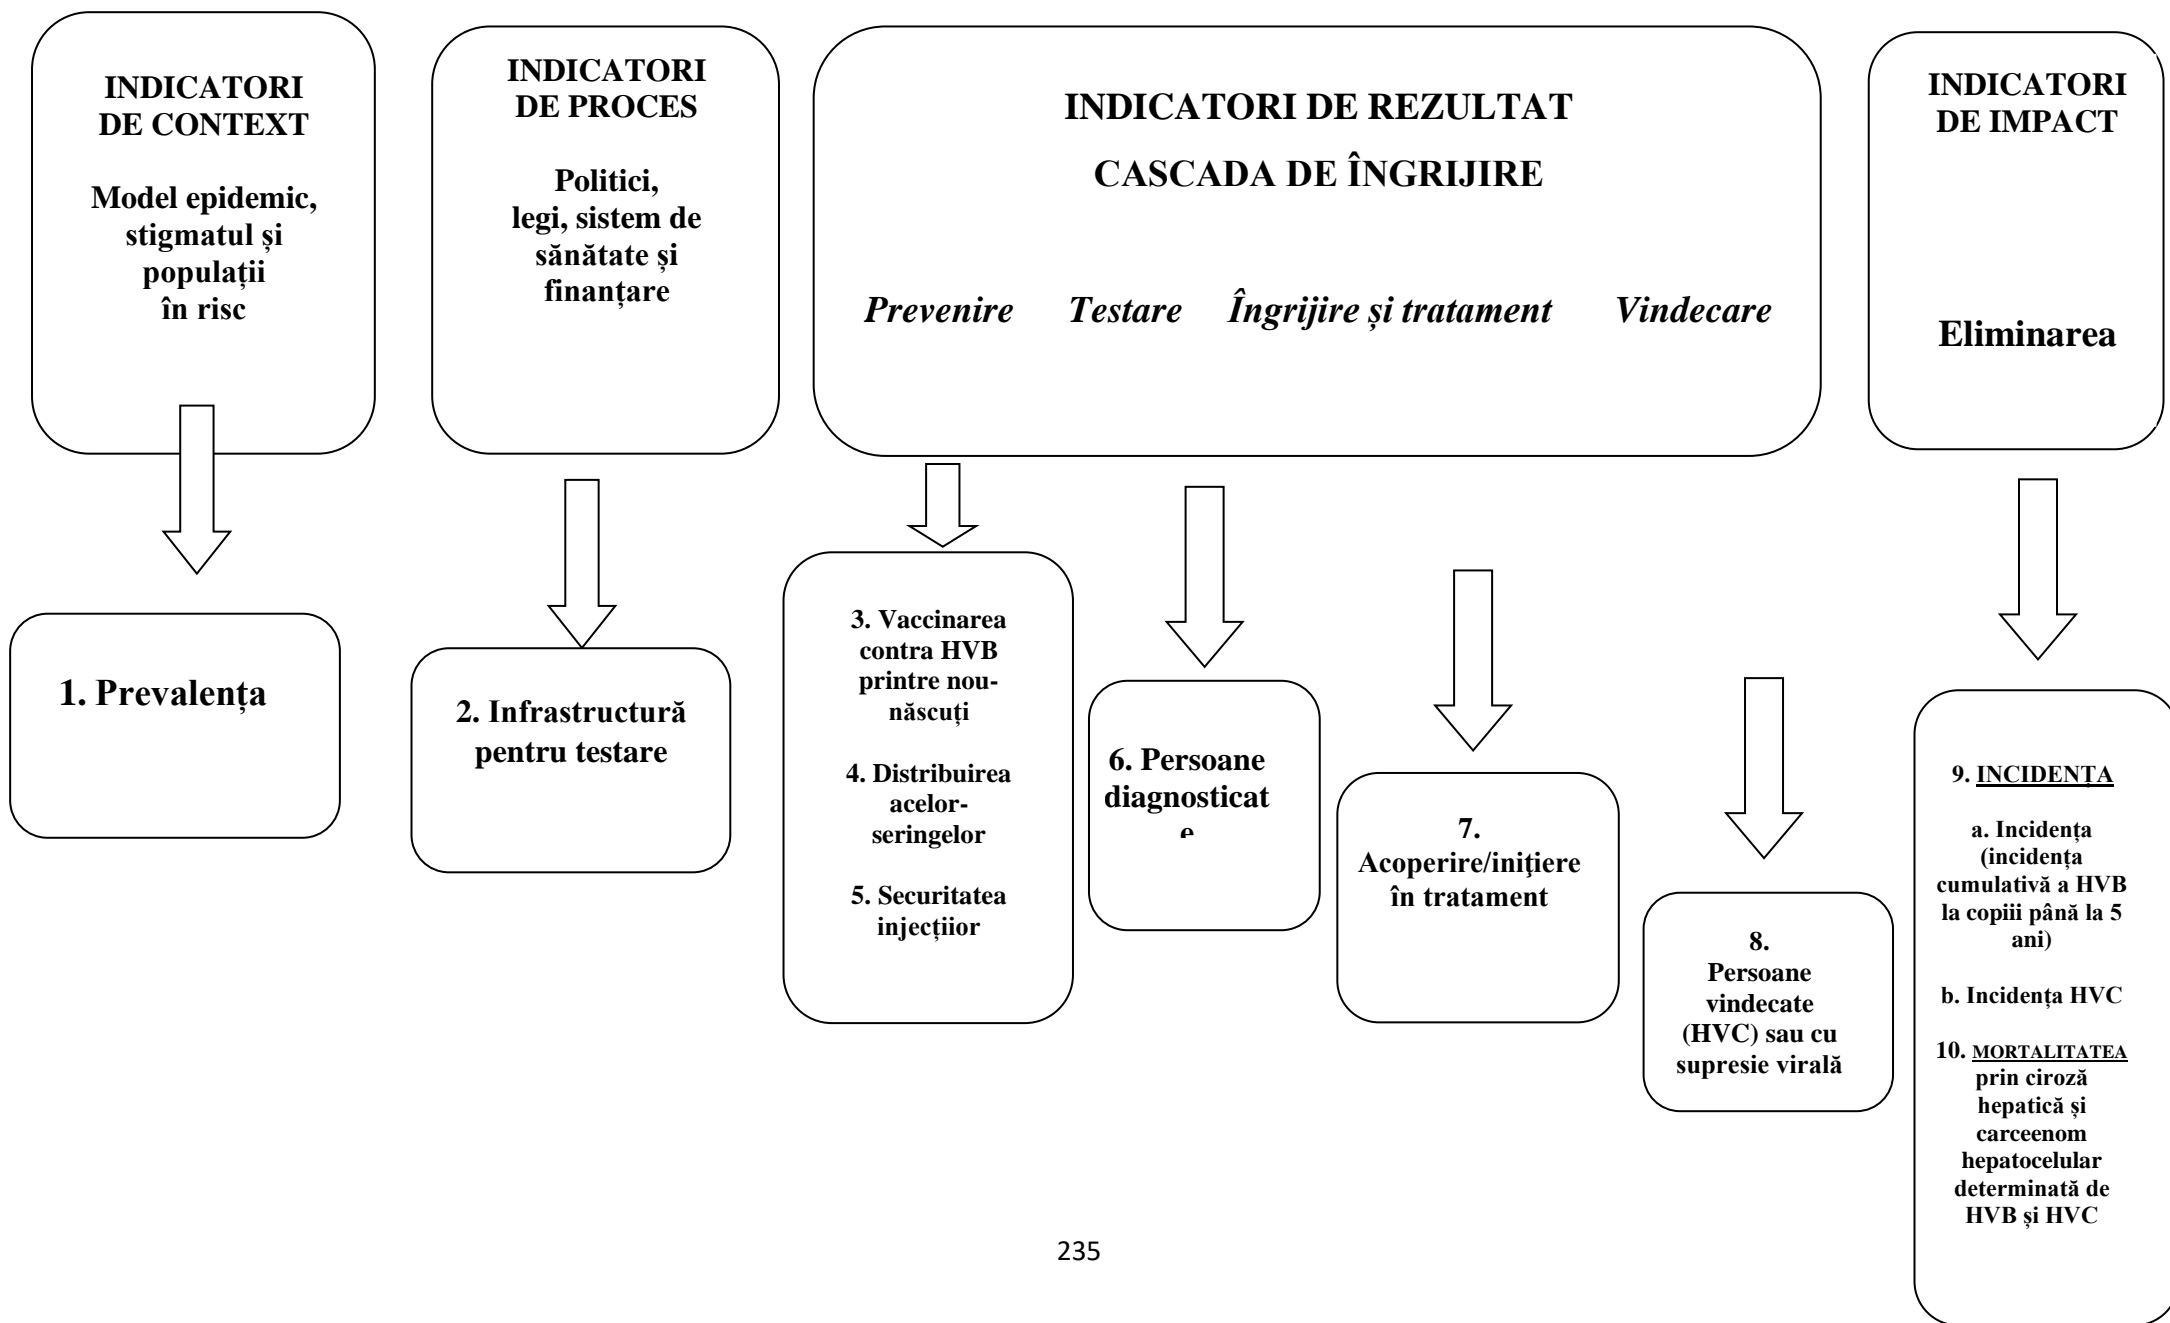 INDICATORI
DE CONTEXT
Model epidemic,
stigmatul și
populații
în risc
INDICATORI
DE PROCES
Politici,
legi, sistem de
sănătate și
finanțare
INDICATORI DE REZULTAT
CASCADA DE ÎNGRIJIRE
Prevenire Testare Îngrijire și tratament Vindecare
INDICATORI
DE IMPACT
Eliminarea
1. Prevalența
2. Infrastructură
pentru testare
3. Vaccinarea
contra HVB
printre nou-
născuți
4. Distribuirea
acelor-
seringelor
5. Securitatea
injecțiior
6. Persoane
diagnosticat
e
7.
Acoperire/iniţiere
în tratament
8.
Persoane
vindecate
(HVC) sau cu
supresie virală
9. INCIDENȚA
a. Incidența
(incidența
cumulativă a HVB
la copiii până la 5
ani)
b. Incidența HVC
10. MORTALITATEA
prin ciroză
hepatică și
carceenom
hepatocelular
determinată de
HVB și HVC
235